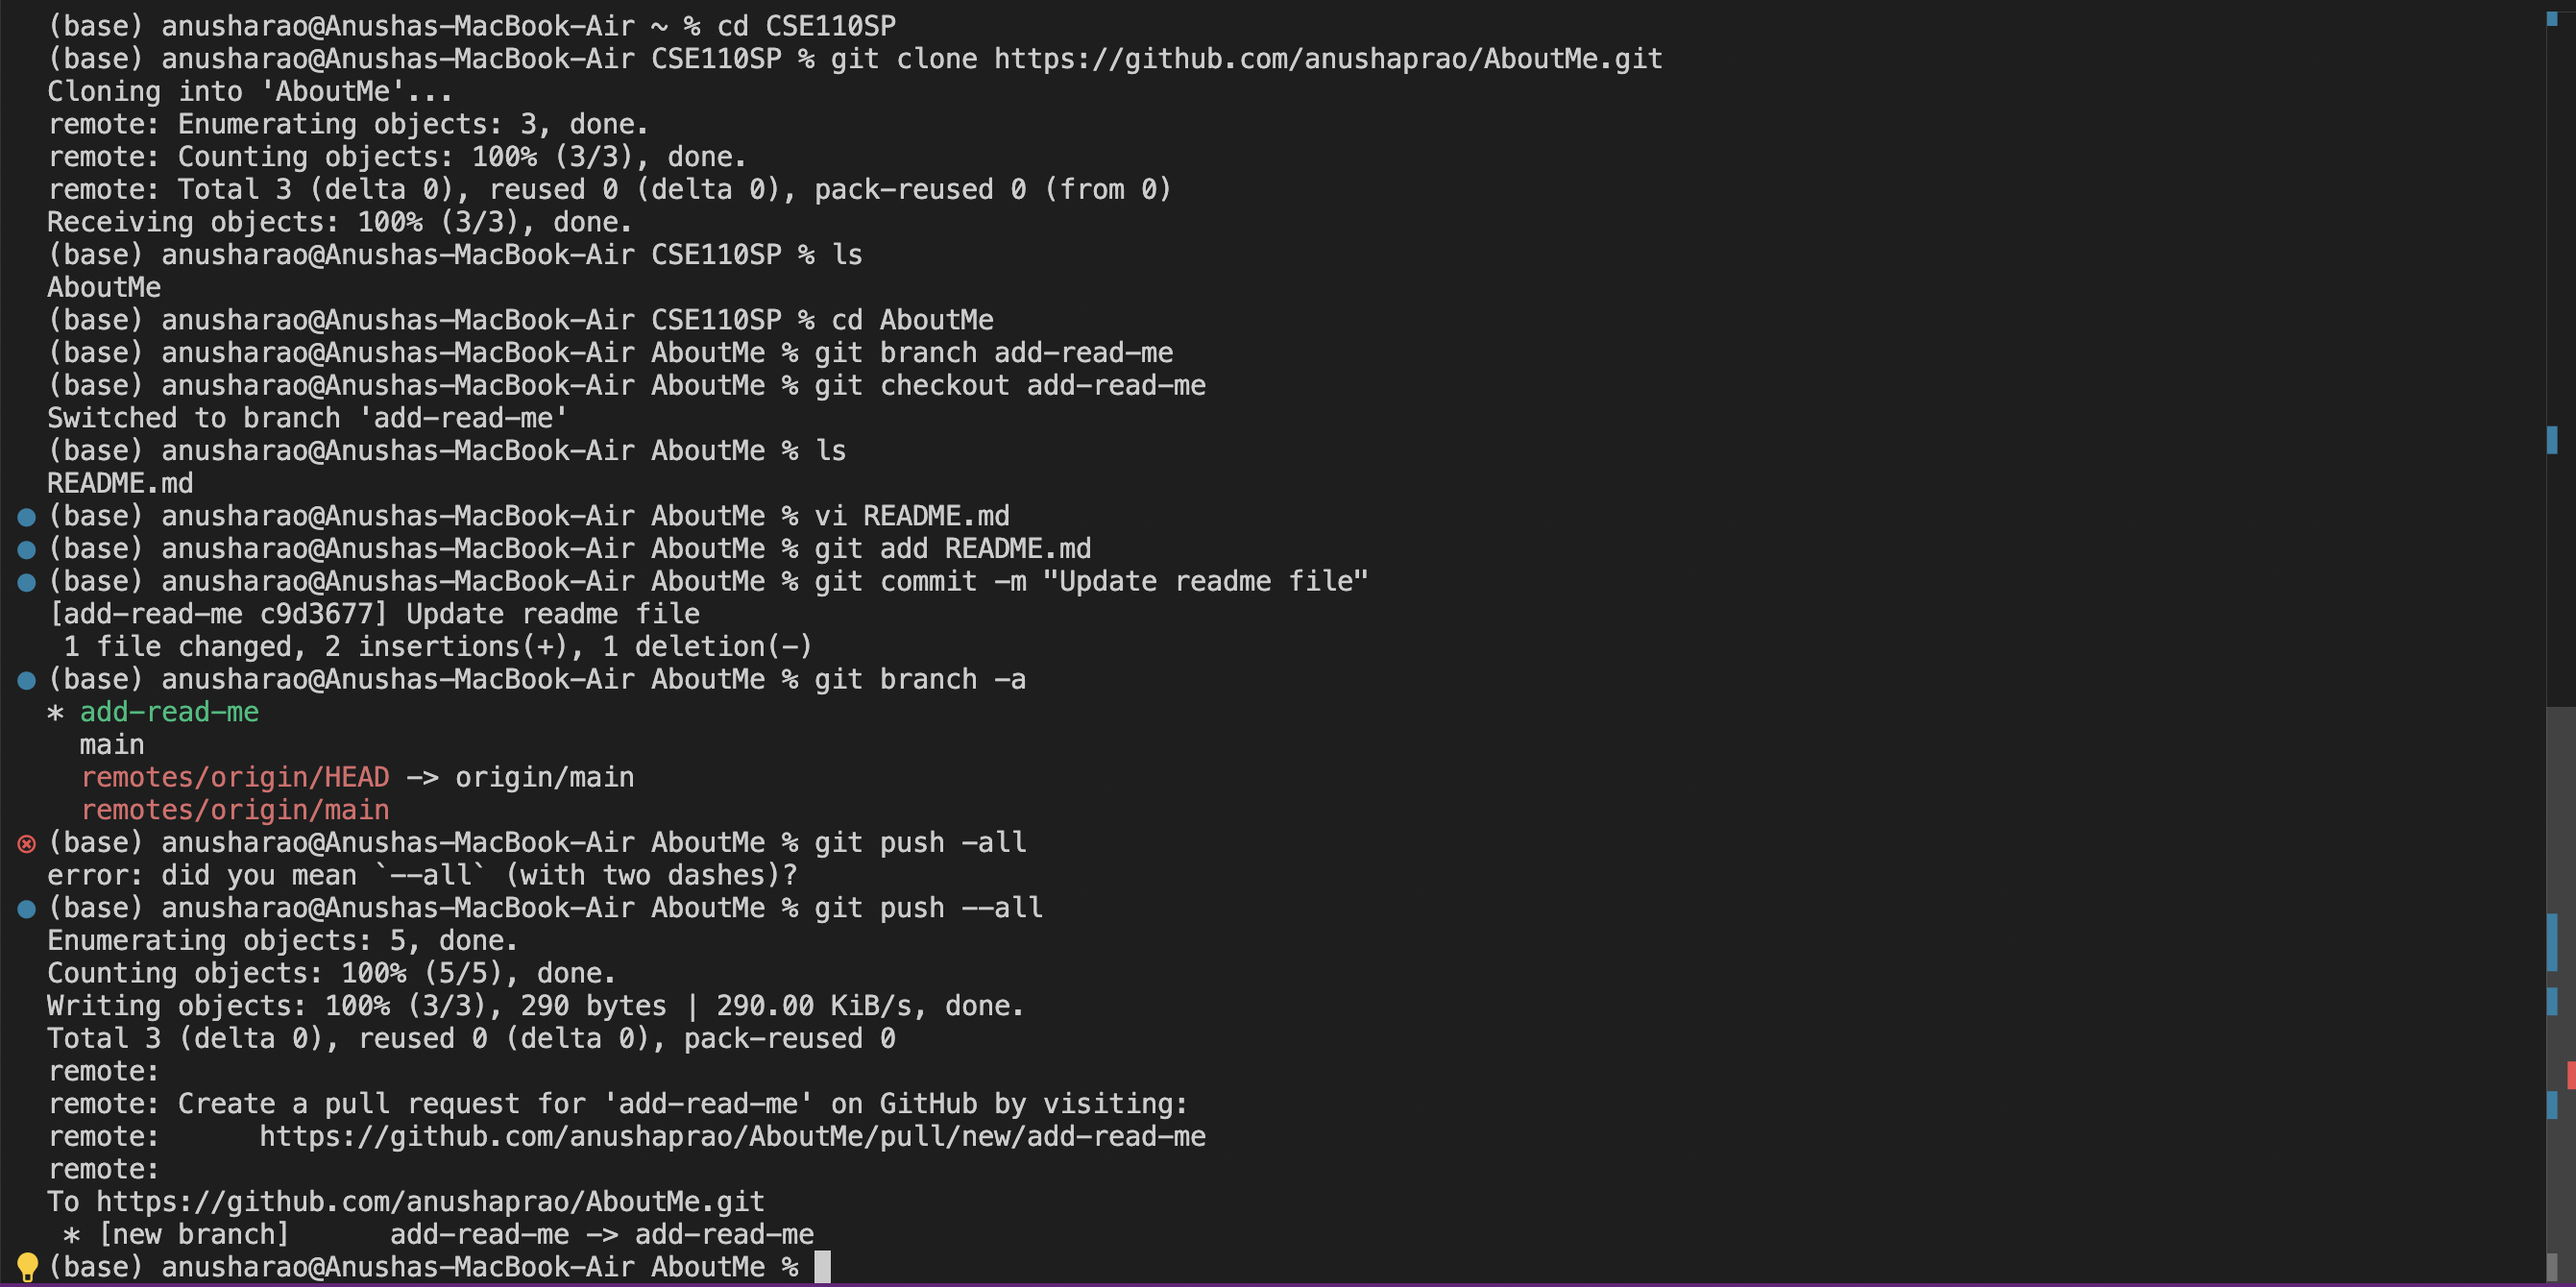 (base) anusharao@Anushas-MacBook-Air ~ % cd CSE110SP
(base) anusharao@Anushas-MacBook-Air CSE110SP % git clone https://github.com/anushaprao/AboutMe.git
Cloning into 'AboutMe'...
remote: Enumerating objects: 3, done.
remote: Counting objects: 100% (3/3), done.
remote: Total 3 (delta 0), reused 0 (delta 0), pack-reused 0 (from 0)
Receiving objects: 100% (3/3), done.
(base) anusharao@Anushas-MacBook-Air CSE110SP % ls
AboutMe
(base) anusharao@Anushas-MacBook-Air CSE110SP % cd AboutMe
(base) anusharao@Anushas-MacBook-Air AboutMe % git branch add-read-me
(base) anusharao@Anushas-MacBook-Air AboutMe % git checkout add-read-me
Switched to branch 'add-read-me'
(base) anusharao@Anushas-MacBook-Air AboutMe % ls
README.md
(base) anusharao@Anushas-MacBook-Air AboutMe % vi README.md
(base) anusharao@Anushas-MacBook-Air AboutMe % git add README.md
(base) anusharao@Anushas-MacBook-Air AboutMe % git commit -m "Update readme file"
[add-read-me c9d3677] Update readme file
 1 file changed, 2 insertions(+), 1 deletion(-)
(base) anusharao@Anushas-MacBook-Air AboutMe % git branch -a
* add-read-me
  main
  remotes/origin/HEAD -> origin/main
  remotes/origin/main
(base) anusharao@Anushas-MacBook-Air AboutMe % git push -all
error: did you mean `--all` (with two dashes)?
(base) anusharao@Anushas-MacBook-Air AboutMe % git push --all
Enumerating objects: 5, done.
Counting objects: 100% (5/5), done.
Writing objects: 100% (3/3), 290 bytes | 290.00 KiB/s, done.
Total 3 (delta 0), reused 0 (delta 0), pack-reused 0
remote:
remote: Create a pull request for 'add-read-me' on GitHub by visiting:
remote:      https://github.com/anushaprao/AboutMe/pull/new/add-read-me
remote:
To https://github.com/anushaprao/AboutMe.git
 * [new branch]      add-read-me -> add-read-me
(base) anusharao@Anushas-MacBook-Air AboutMe %